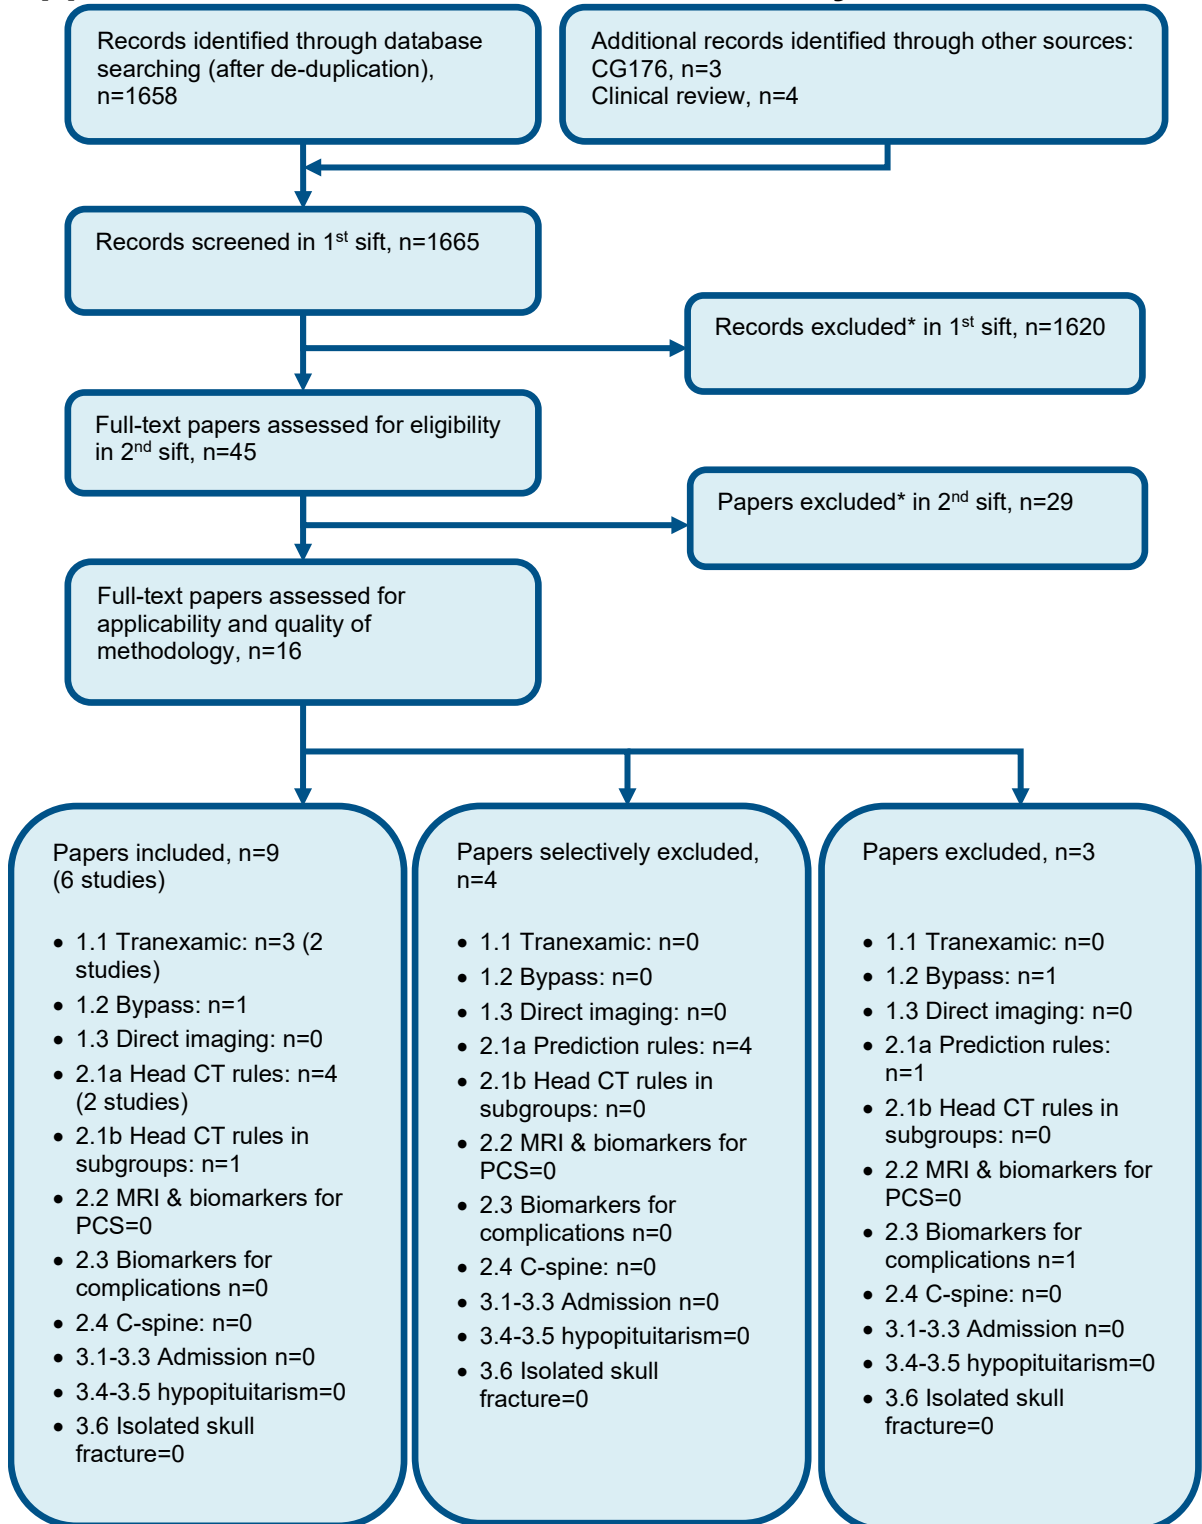 Records identified through database
searching (after de-duplication),
n=1658
Additional records identified through other sources:
CG176, n=3
Clinical review, n=4
Records screened in 1st sift, n=1665
Records excluded* in 1st sift, n=1620
Full-text papers assessed for eligibility
in 2nd sift, n=45
Papers excluded* in 2nd sift, n=29
Full-text papers assessed for
applicability and quality of
methodology, n=16
Papers included, n=9
(6 studies)
• 1.1 Tranexamic: n=3 (2
studies)
• 1.2 Bypass: n=1
• 1.3 Direct imaging: n=0
• 2.1a Head CT rules: n=4
(2 studies)
• 2.1b Head CT rules in
subgroups: n=1
• 2.2 MRI & biomarkers for
PCS=0
• 2.3 Biomarkers for
complications n=0
• 2.4 C-spine: n=0
• 3.1-3.3 Admission n=0
• 3.4-3.5 hypopituitarism=0
• 3.6 Isolated skull
fracture=0
Papers selectively excluded,
n=4
• 1.1 Tranexamic: n=0
• 1.2 Bypass: n=0
• 1.3 Direct imaging: n=0
• 2.1a Prediction rules: n=4
• 2.1b Head CT rules in
subgroups: n=0
• 2.2 MRI & biomarkers for
PCS=0
• 2.3 Biomarkers for
complications n=0
• 2.4 C-spine: n=0
• 3.1-3.3 Admission n=0
• 3.4-3.5 hypopituitarism=0
• 3.6 Isolated skull
fracture=0
Papers excluded, n=3
• 1.1 Tranexamic: n=0
• 1.2 Bypass: n=1
• 1.3 Direct imaging: n=0
• 2.1a Prediction rules:
n=1
• 2.1b Head CT rules in
subgroups: n=0
• 2.2 MRI & biomarkers for
PCS=0
• 2.3 Biomarkers for
complications n=1
• 2.4 C-spine: n=0
• 3.1-3.3 Admission n=0
• 3.4-3.5 hypopituitarism=0
• 3.6 Isolated skull
fracture=0